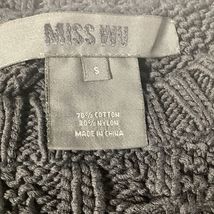 MISS WU
S
70% COTTON
30% NYLON
MADE IN CHINA